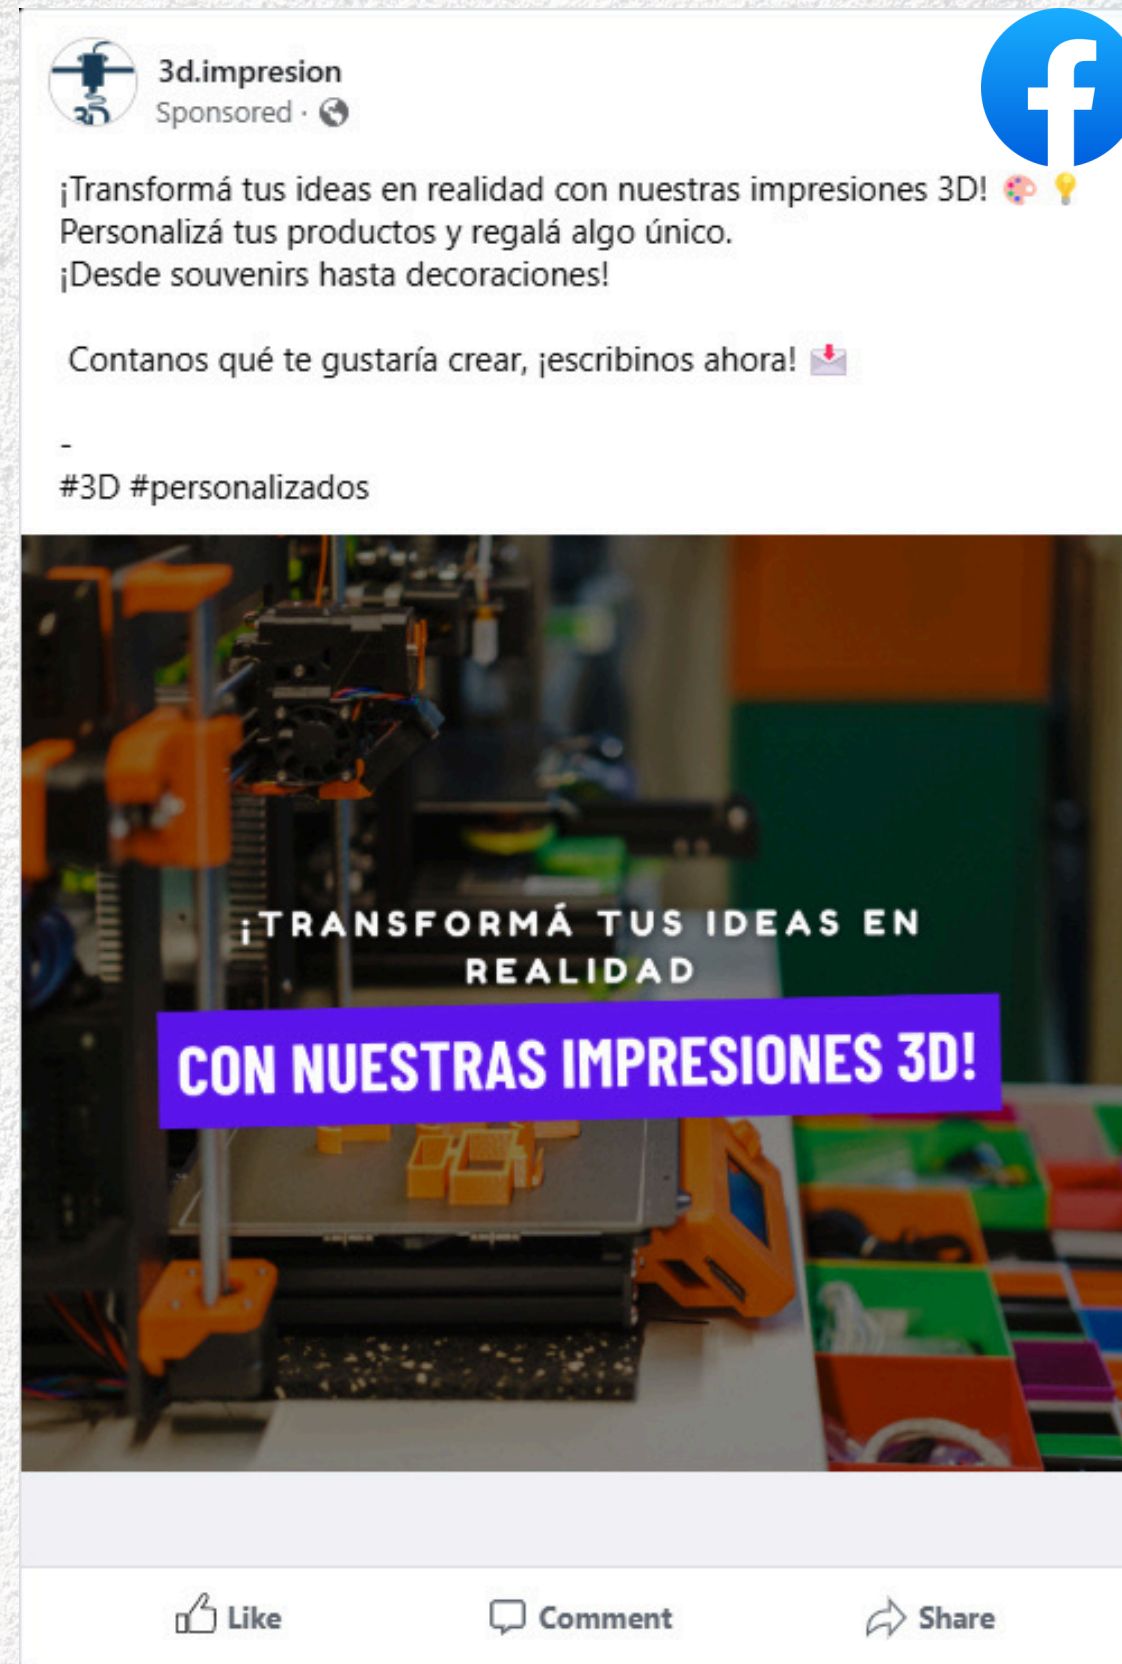 3d.impresion
Sponsored ·
3D
¡Transformá tus ideas en realidad con nuestras impresiones 3D! 🎨 💡
Personalizá tus productos y regalá algo único.
¡Desde souvenirs hasta decoraciones!
Contanos qué te gustaría crear, ¡escribinos ahora! 📩
-
#3D #personalizados
¡TRANSFORMÁ TUS IDEAS EN
REALIDAD
CON NUESTRAS IMPRESIONES 3D!
Like
Comment
Share